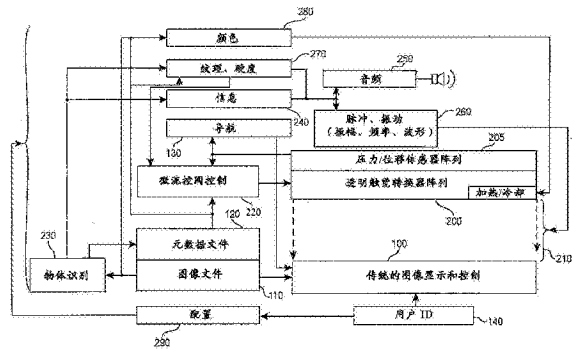 280
颜色
270
纹理、硬度
250
音频
信息
240
260
脉冲、振动
(振幅、频率、波形)
导航
130
205
压力/位移传感器阵列
微流控阀控制
透明触觉转换器阵列
加热/冷却
220
200
120
230
元数据文件
100
210
物体识别
图像文件
传统的图像显示和控制
110
配置
用户 ID
290
140